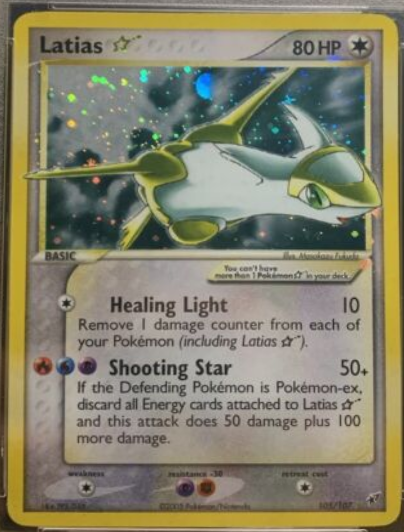 Latias ☆ 80 HP
BASIC Illus. Masakazu Fukuda
You can't have
more than 1 Pokémon ☆ in your deck.
Healing Light 10
Remove 1 damage counter from each of
your Pokémon (including Latias ☆).
Shooting Star 50+
If the Defending Pokémon is Pokémon-ex,
discard all Energy cards attached to Latias ☆
and this attack does 50 damage plus 100
more damage.
weakness resistance -30 retreat cost
©2005 Pokémon/Nintendo 105/107